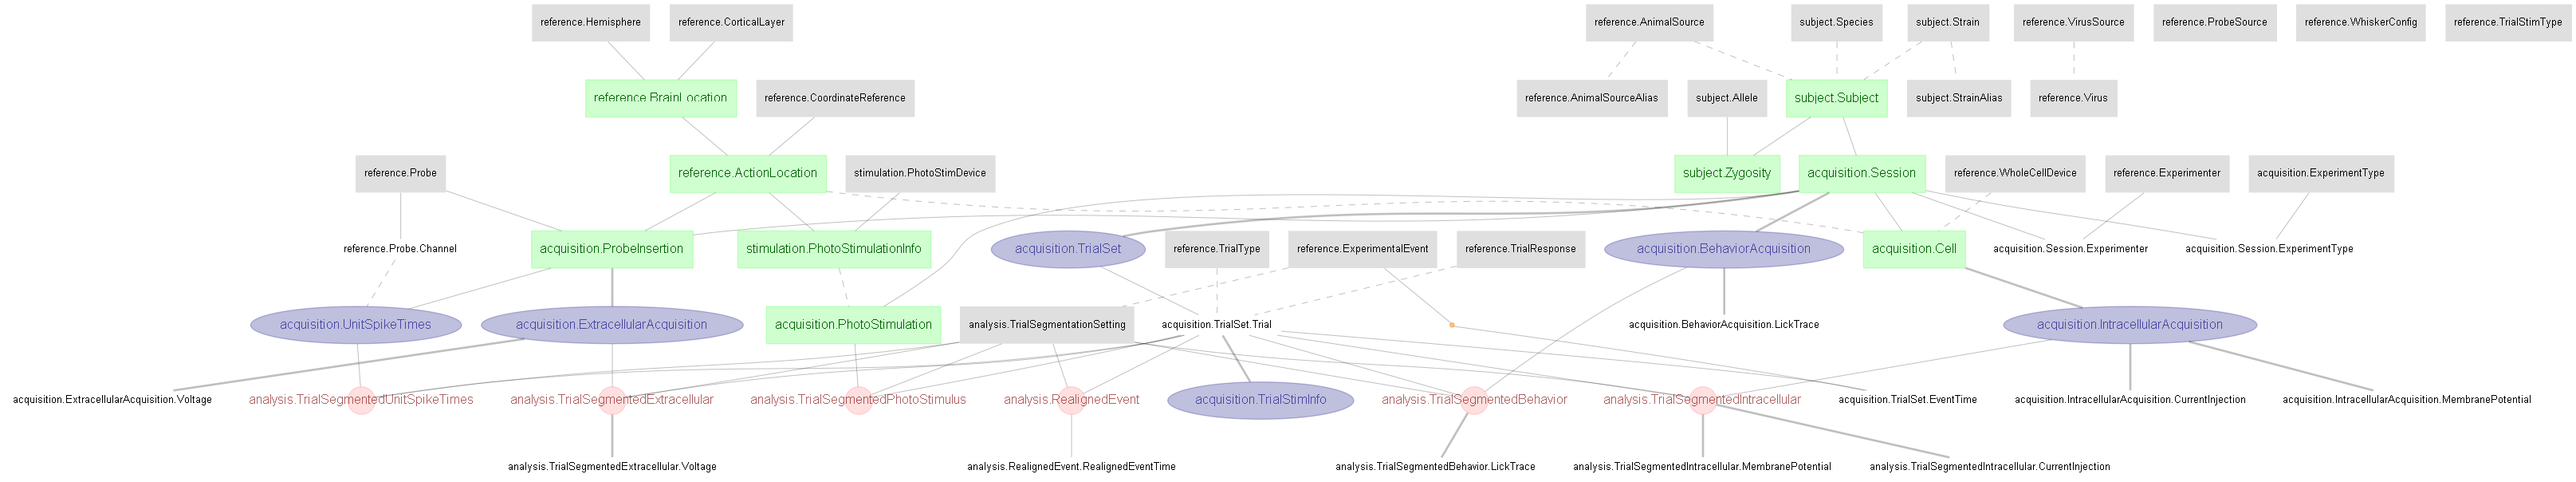 reference.Hemisphere
reference.CorticalLayer
reference.AnimalSource
subject.Species
subject.Strain
reference.VirusSource
reference.ProbeSource
reference.WhiskerConfig
reference.TrialStimType
reference.BrainLocation
reference.CoordinateReference
reference.AnimalSourceAlias
subject.Allele
subject.Subject
subject.StrainAlias
reference.Virus
reference.Probe
reference.ActionLocation
stimulation.PhotoStimDevice
subject.Zygosity
acquisition.Session
reference.WholeCellDevice
reference.Experimenter
acquisition.ExperimentType
reference.Probe.Channel
acquisition.ProbeInsertion
stimulation.PhotoStimulationInfo
acquisition.TrialSet
reference.TrialType
reference.ExperimentalEvent
reference.TrialResponse
acquisition.BehaviorAcquisition
acquisition.Cell
acquisition.Session.Experimenter
acquisition.Session.ExperimentType
acquisition.UnitSpikeTimes
acquisition.ExtracellularAcquisition
acquisition.PhotoStimulation
analysis.TrialSegmentationSetting
acquisition.TrialSet.Trial
acquisition.BehaviorAcquisition.LickTrace
acquisition.IntracellularAcquisition
acquisition.ExtracellularAcquisition.Voltage
analysis.TrialSegmentedUnitSpikeTimes
analysis.TrialSegmentedExtracellular
analysis.TrialSegmentedPhotoStimulus
analysis.RealignedEvent
acquisition.TrialStimInfo
analysis.TrialSegmentedBehavior
analysis.TrialSegmentedIntracellular
acquisition.TrialSet.EventTime
acquisition.IntracellularAcquisition.CurrentInjection
acquisition.IntracellularAcquisition.MembranePotential
analysis.TrialSegmentedExtracellular.Voltage
analysis.RealignedEvent.RealignedEventTime
analysis.TrialSegmentedBehavior.LickTrace
analysis.TrialSegmentedIntracellular.MembranePotential
analysis.TrialSegmentedIntracellular.CurrentInjection